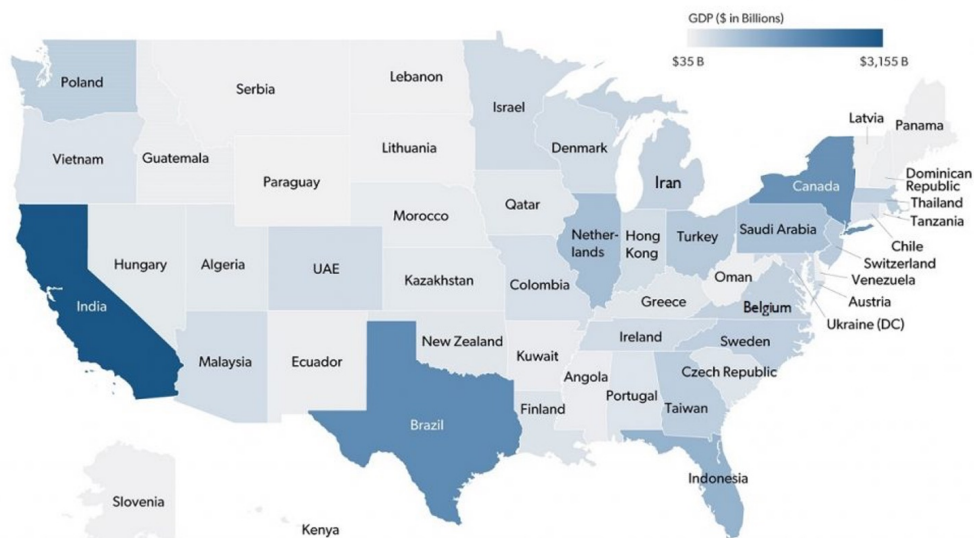 GDP ($ in Billions)
$35 B
$3,155 B
Poland
Serbia
Lebanon
Israel
Vietnam
Guatemala
Paraguay
Lithuania
Denmark
Iran
Latvia
Panama
Canada
Dominican
Republic
Thailand
Tanzania
Chile
Switzerland
Venezuela
Austria
Ukraine (DC)
India
Hungary
Algeria
UAE
Morocco
Kazakhstan
Qatar
Colombia
Nether-
lands
Hong
Kong
Turkey
Saudi Arabia
Oman
Greece
Belgium
Ireland
Sweden
Malaysia
Ecuador
New Zealand
Kuwait
Angola
Portugal
Czech Republic
Taiwan
Finland
Brazil
Indonesia
Slovenia
Kenya